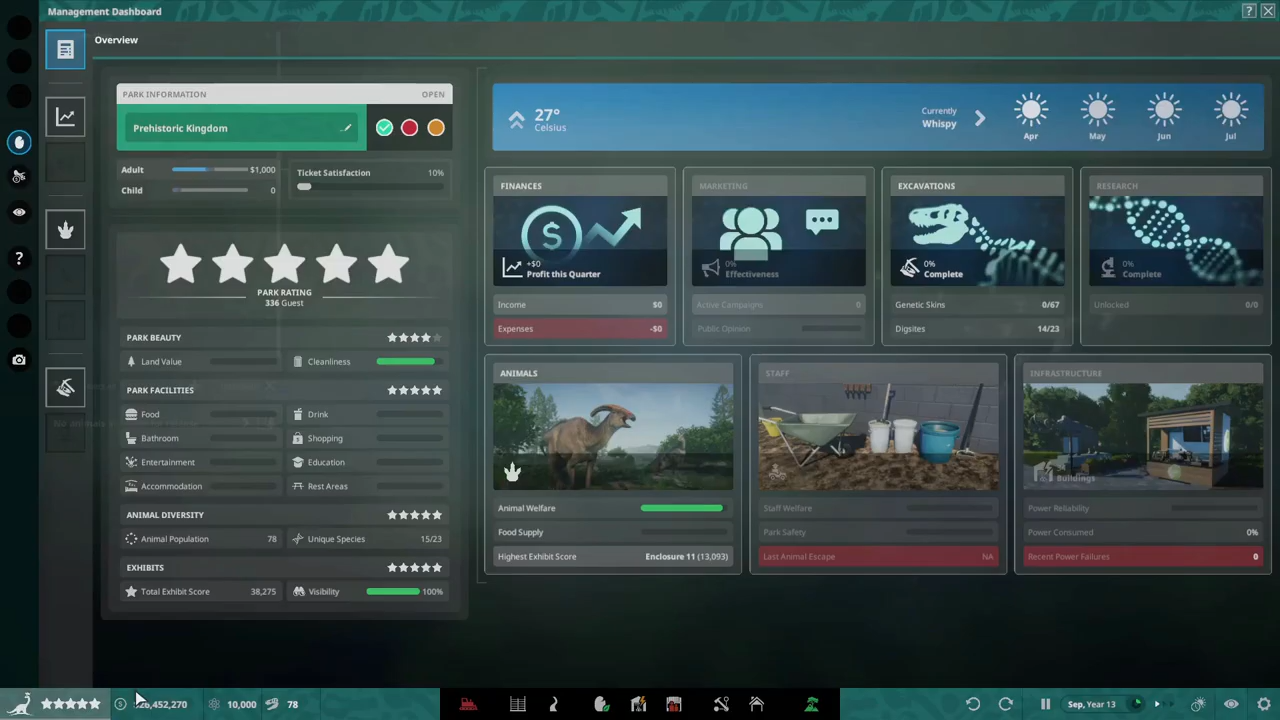 Management Dashboard
Overview
PARK INFORMATION
OPEN
Prehistoric Kingdom
Adult
$1,000
Child
0
Ticket Satisfaction
10%
PARK RATING
336 Guest
PARK BEAUTY
Land Value
Cleanliness
PARK FACILITIES
Food
Drink
Bathroom
Shopping
Entertainment
Education
Accommodation
Rest Areas
ANIMAL DIVERSITY
Animal Population
78
Unique Species
15/23
EXHIBITS
Total Exhibit Score
38,275
Visibility
100%
27°
Celsius
Currently
Whispy
Apr
May
Jun
Jul
FINANCES
+$0
Profit this Quarter
Income
$0
Expenses
-$0
MARKETING
0%
Effectiveness
Active Campaigns
0
Public Opinion
EXCAVATIONS
0%
Complete
Genetic Skins
0/67
Digsites
14/23
RESEARCH
0%
Complete
Unlocked
0/0
ANIMALS
Animal Welfare
Food Supply
Highest Exhibit Score
Enclosure 11 (13,093)
STAFF
Staff Welfare
Park Safety
Last Animal Escape
NA
INFRASTRUCTURE
Buildings
Power Reliability
Power Consumed
0%
Recent Power Failures
0
10,000
78
Sep, Year 13